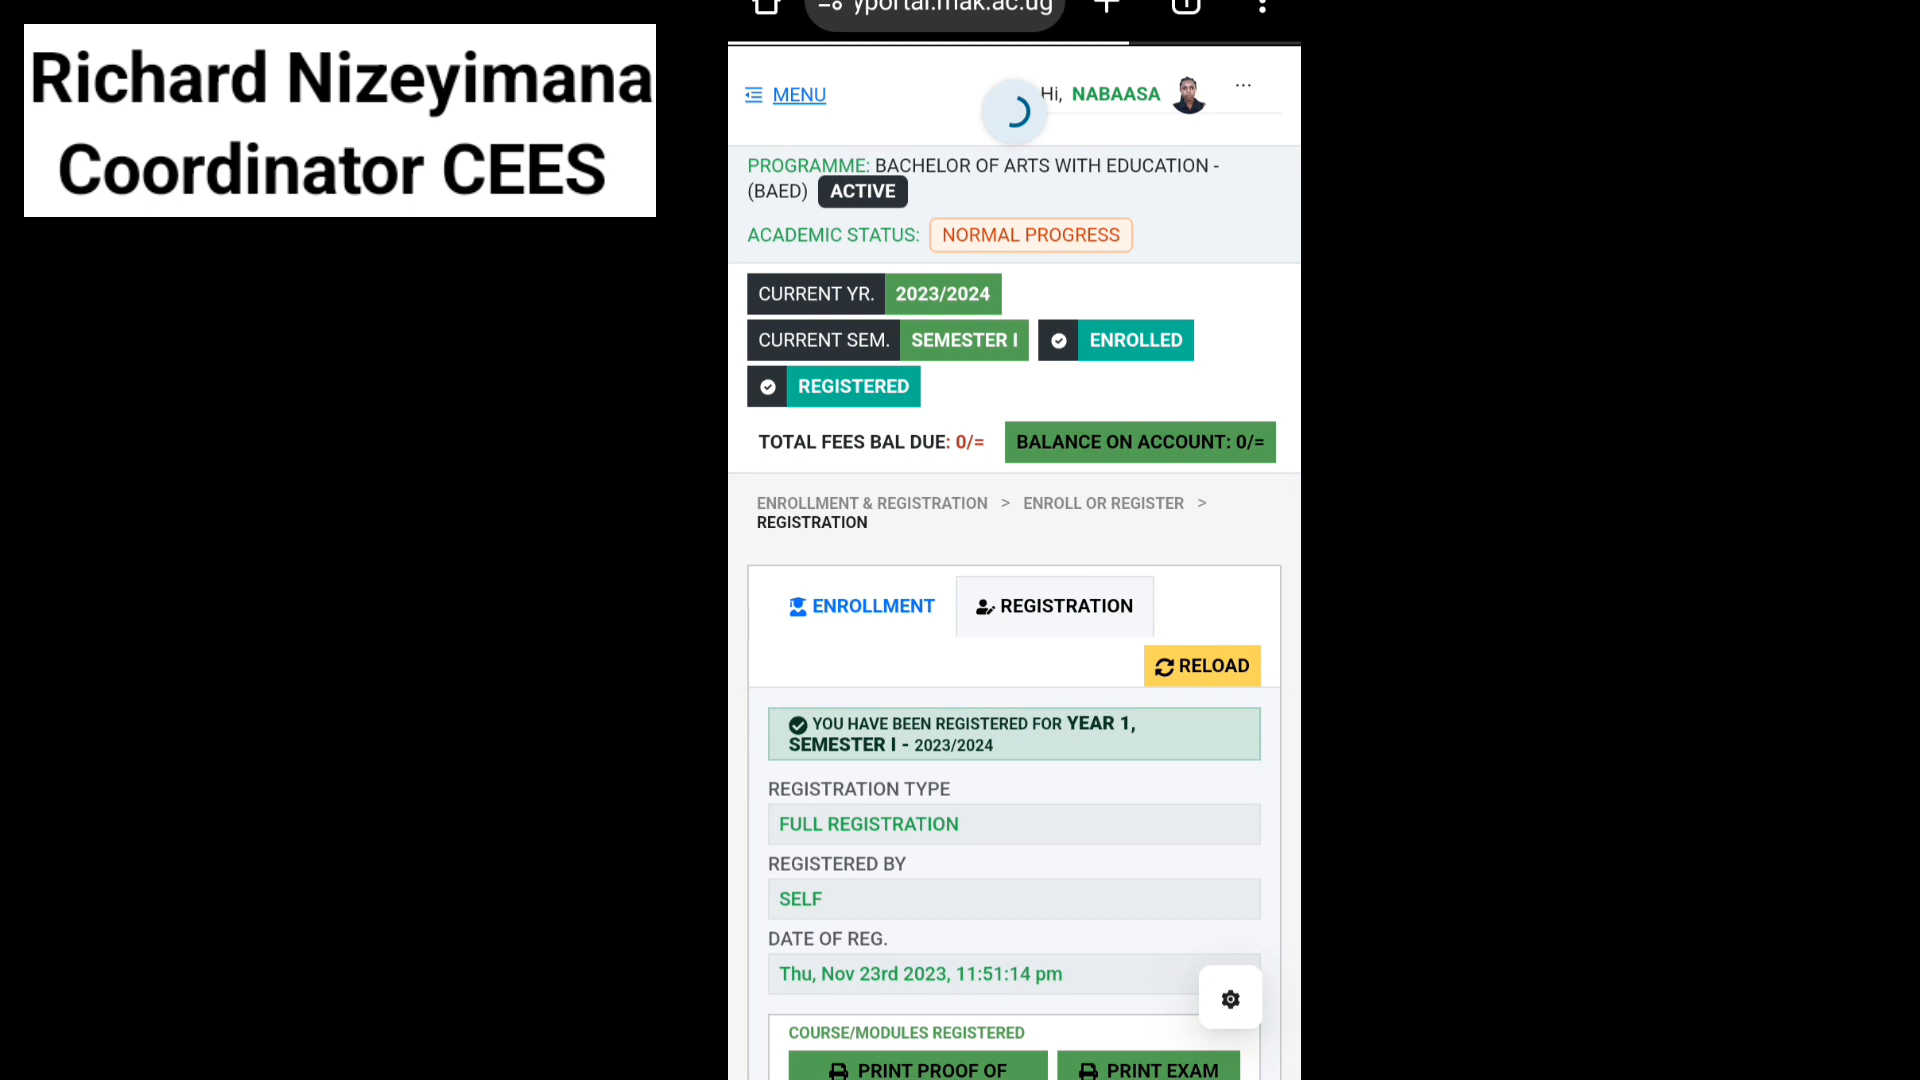 Richard Nizeyimana
Coordinator CEES
yportal.mak.ac.ug
MENU
Hi, NABAASA
PROGRAMME: BACHELOR OF ARTS WITH EDUCATION -
(BAED) ACTIVE
ACADEMIC STATUS: NORMAL PROGRESS
CURRENT YR. 2023/2024
CURRENT SEM. SEMESTER I ENROLLED
REGISTERED
TOTAL FEES BAL DUE: 0/= BALANCE ON ACCOUNT: 0/=
ENROLLMENT & REGISTRATION > ENROLL OR REGISTER >
REGISTRATION
ENROLLMENT REGISTRATION
RELOAD
YOU HAVE BEEN REGISTERED FOR YEAR 1,
SEMESTER I - 2023/2024
REGISTRATION TYPE
FULL REGISTRATION
REGISTERED BY
SELF
DATE OF REG.
Thu, Nov 23rd 2023, 11:51:14 pm
COURSE/MODULES REGISTERED
PRINT PROOF OF PRINT EXAM